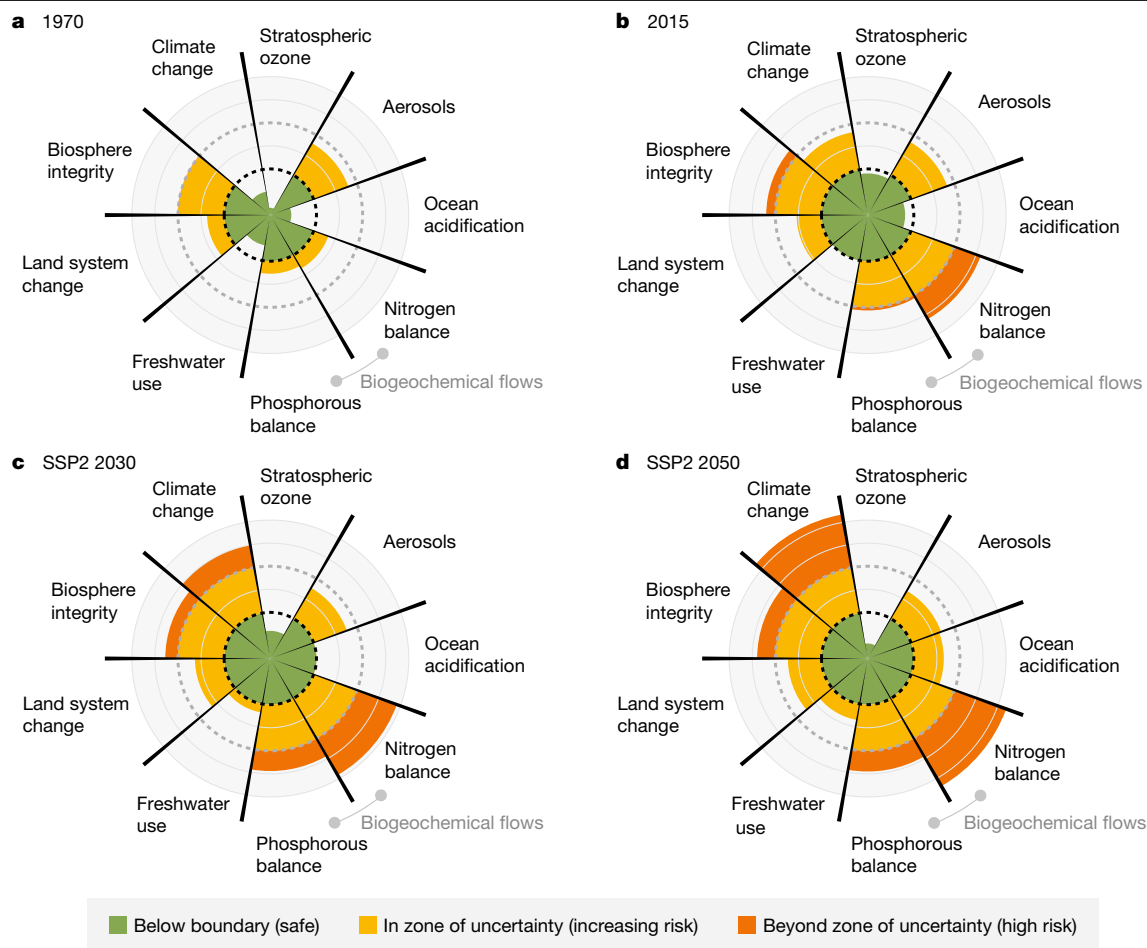 a 1970
Climate
change
Stratospheric
ozone
Aerosols
Biosphere
integrity
Ocean
acidification
Land system
change
Nitrogen
balance
Freshwater
use
Biogeochemical flows
Phosphorous
balance
b 2015
Climate
change
Stratospheric
ozone
Aerosols
Biosphere
integrity
Ocean
acidification
Land system
change
Nitrogen
balance
Freshwater
use
Biogeochemical flows
Phosphorous
balance
c SSP2 2030
Climate
change
Stratospheric
ozone
Aerosols
Biosphere
integrity
Ocean
acidification
Land system
change
Nitrogen
balance
Freshwater
use
Biogeochemical flows
Phosphorous
balance
d SSP2 2050
Climate
change
Stratospheric
ozone
Aerosols
Biosphere
integrity
Ocean
acidification
Land system
change
Nitrogen
balance
Freshwater
use
Biogeochemical flows
Phosphorous
balance
Below boundary (safe)
In zone of uncertainty (increasing risk)
Beyond zone of uncertainty (high risk)